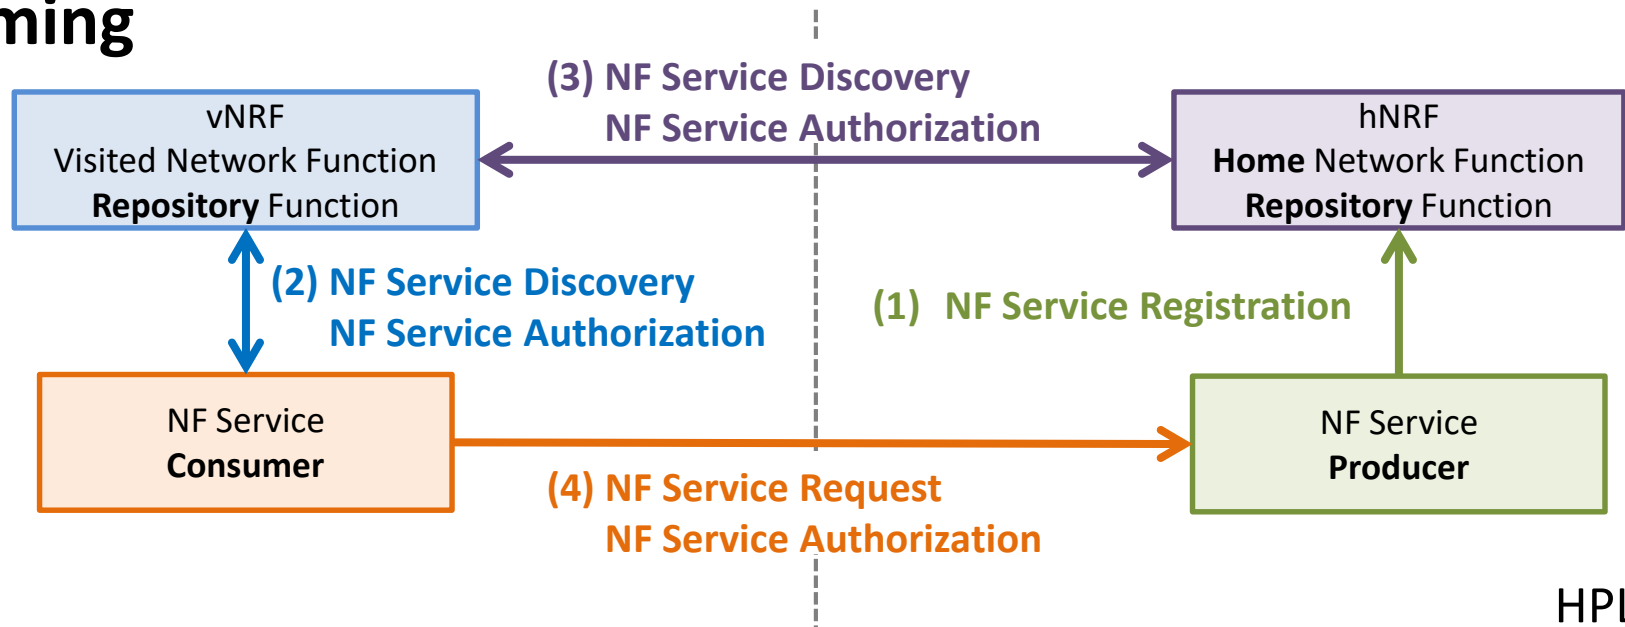 ming
(3) NF Service Discovery
NF Service Authorization
vNRF
Visited Network Function
Repository Function
hNRF
Home Network Function
Repository Function
(2) NF Service Discovery
NF Service Authorization
(1) NF Service Registration
NF Service
Consumer
NF Service
Producer
(4) NF Service Request
NF Service Authorization
HPL